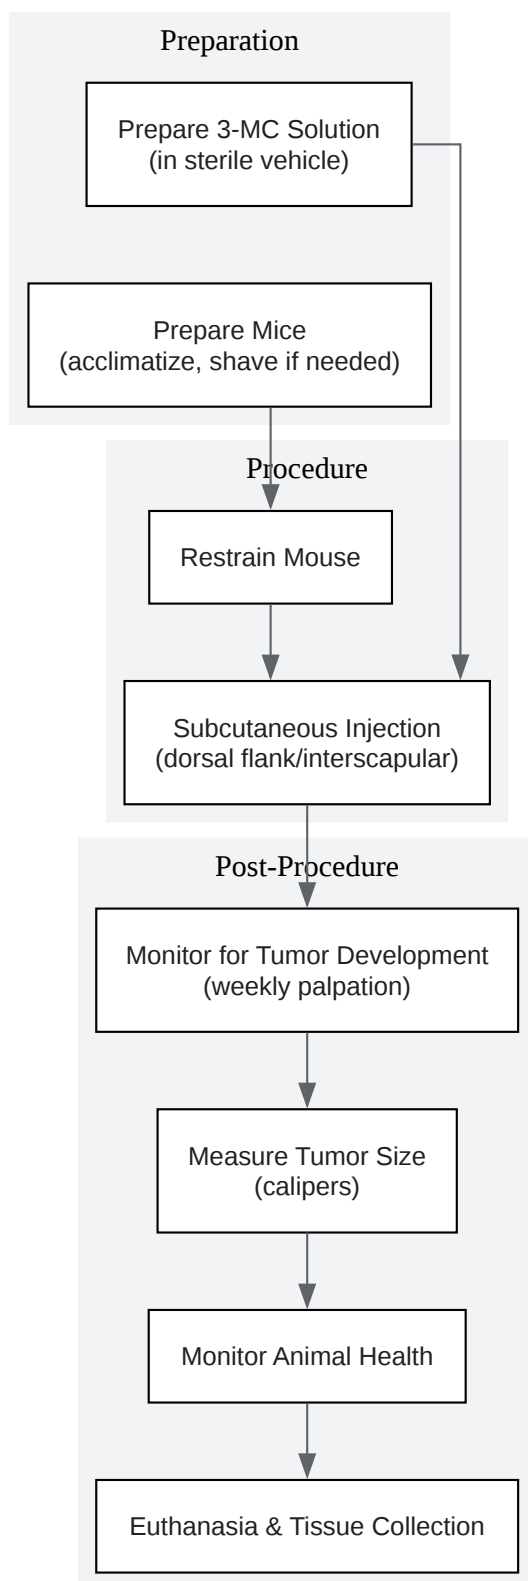 Preparation
Prepare 3-MC Solution
(in sterile vehicle)
Prepare Mice
(acclimatize, shave if needed)
Procedure
Restrain Mouse
Subcutaneous Injection
(dorsal flank/interscapular)
Post-Procedure
Monitor for Tumor Development
(weekly palpation)
Measure Tumor Size
(calipers)
Monitor Animal Health
Euthanasia & Tissue Collection